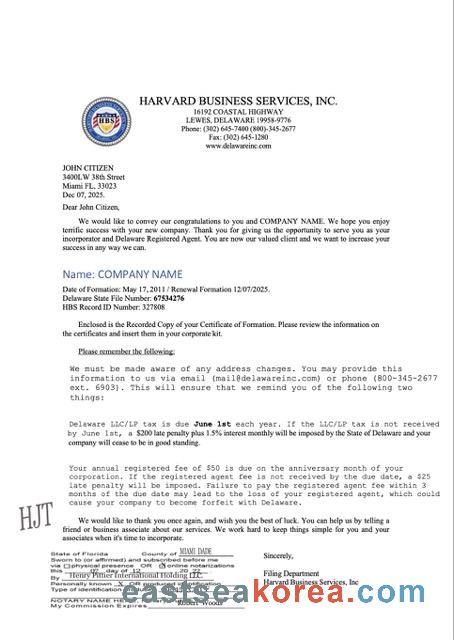 HBS
HARVARD BUSINESS SERVICES, INC.
16192 COASTAL HIGHWAY
LEWES, DELAWARE 19958-9776
Phone: (302) 645-7400 (800)-345-2677
Fax: (302) 645-1280
www.delawareinc.com
JOHN CITIZEN
3400LW 38th Street
Miami FL, 33023
Dec 07, 2025.
Dear John Citizen,
We would like to convey our congratulations to you and COMPANY NAME. We hope you enjoy
terrific success with your new company. Thank you for giving us the opportunity to serve you as your
incorporator and Delaware Registered Agent. You are now our valued client and we want to increase your
success in any way we can.
Name: COMPANY NAME
Date of Formation: May 17, 2011 / Renewal Formation 12/07/2025.
Delaware State File Number: 67534276
HBS Record ID Number: 327808
Enclosed is the Recorded Copy of your Certificate of Formation. Please review the information on
the certificates and insert them in your corporate kit.
Please remember the following:
We must be made aware of any address changes. You may provide this
information to us via email (mail@delawareinc.com) or phone (800-345-2677
ext. 6903). This will ensure that we remind you of the following two
things:
Delaware LLC/LP tax is due June 1st each year. If the LLC/LP tax is not received
by June 1st, a $200 late penalty plus 1.5% interest monthly will be imposed by the State of Delaware and your
company will cease to be in good standing.
Your annual registered fee of $50 is due on the anniversary month of your
corporation. If the registered agent fee is not received by the due date, a $25
late penalty will be imposed. Failure to pay the registered agent fee within 3
months of the due date may lead to the loss of your registered agent, which could
cause your company to become forfeit with Delaware.
HJT
We would like to thank you once again, and wish you the best of luck. You can help us by telling a
friend or business associate about our services. We work hard to keep things simple for you and your
associates when it's time to incorporate.
State of Florida County of MIAMI DADE
Sworn to (or affirmed) and subscribed before me
via physical presence OR online notarizations
this 07 day of 12 20 22
By Henry Pittier International Holding LLC.
Personally known X OR produced identification
Type of identification
NOTARY NAME
My Commission Expires Robert Woods
Sincerely,
Filing Department
Harvard Business Services, Inc
eastseakorea.com